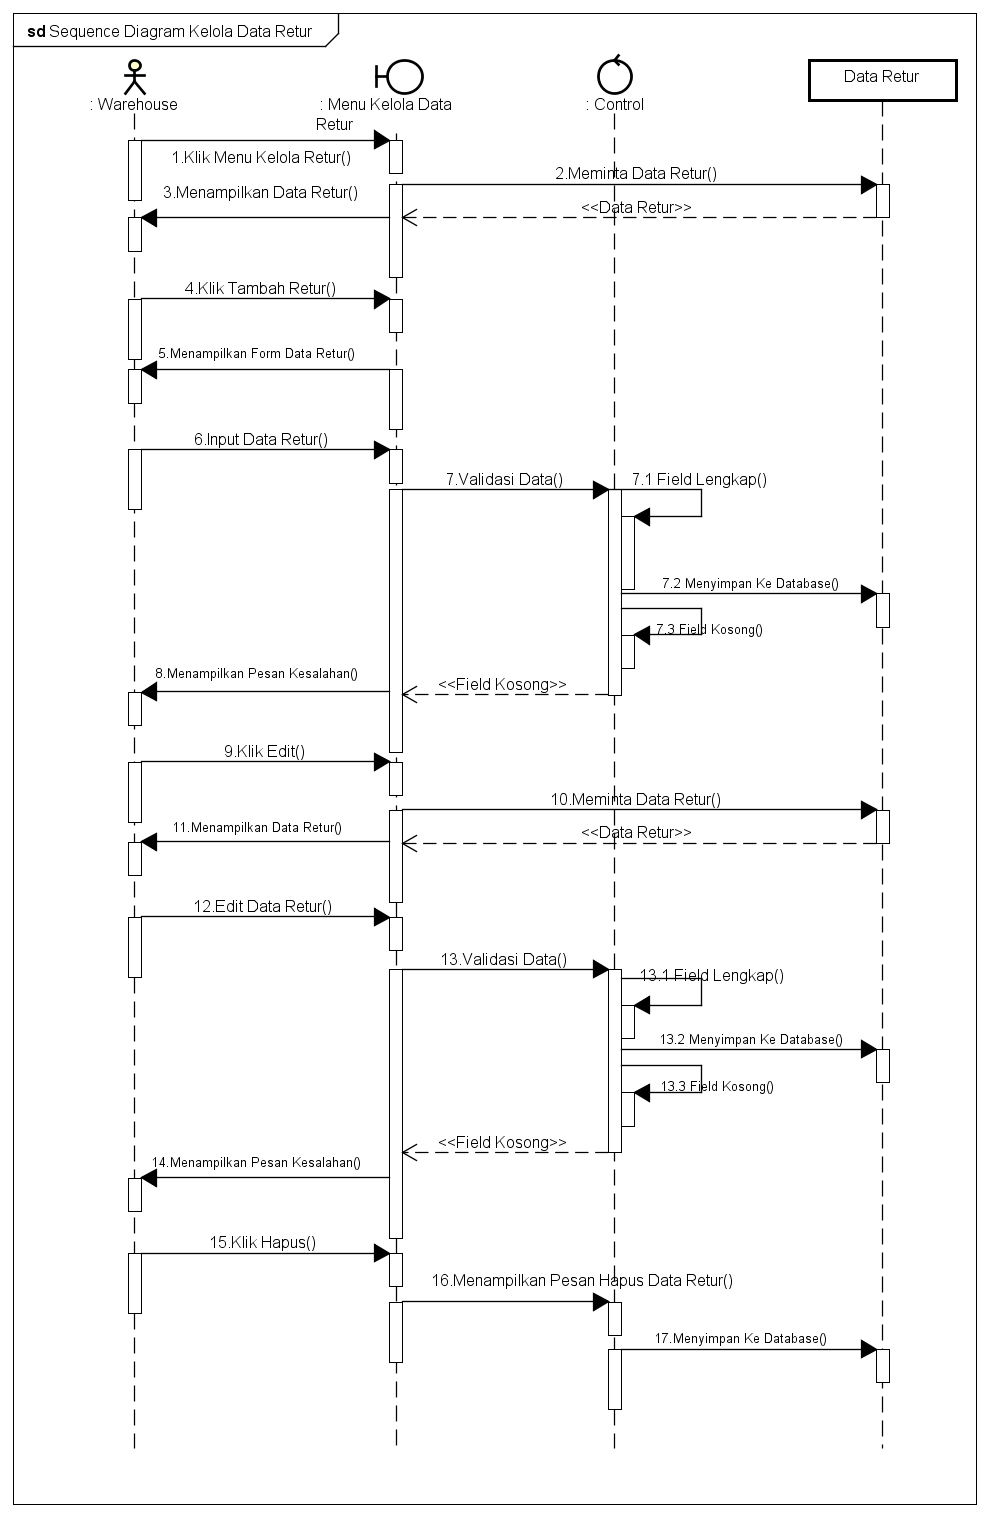 sd Sequence Diagram Kelola Data Retur
: Warehouse
: Menu Kelola Data
Retur
: Control
Data Retur
1.Klik Menu Kelola Retur()
2.Meminta Data Retur()
3.Menampilkan Data Retur()
<<Data Retur>>
4.Klik Tambah Retur()
5.Menampilkan Form Data Retur()
6.Input Data Retur()
7.Validasi Data()
7.1 Field Lengkap()
7.2 Menyimpan Ke Database()
7.3 Field Kosong()
8.Menampilkan Pesan Kesalahan()
<<Field Kosong>>
9.Klik Edit()
10.Meminta Data Retur()
11.Menampilkan Data Retur()
<<Data Retur>>
12.Edit Data Retur()
13.Validasi Data()
13.1 Field Lengkap()
13.2 Menyimpan Ke Database()
13.3 Field Kosong()
<<Field Kosong>>
14.Menampilkan Pesan Kesalahan()
15.Klik Hapus()
16.Menampilkan Pesan Hapus Data Retur()
17.Menyimpan Ke Database()